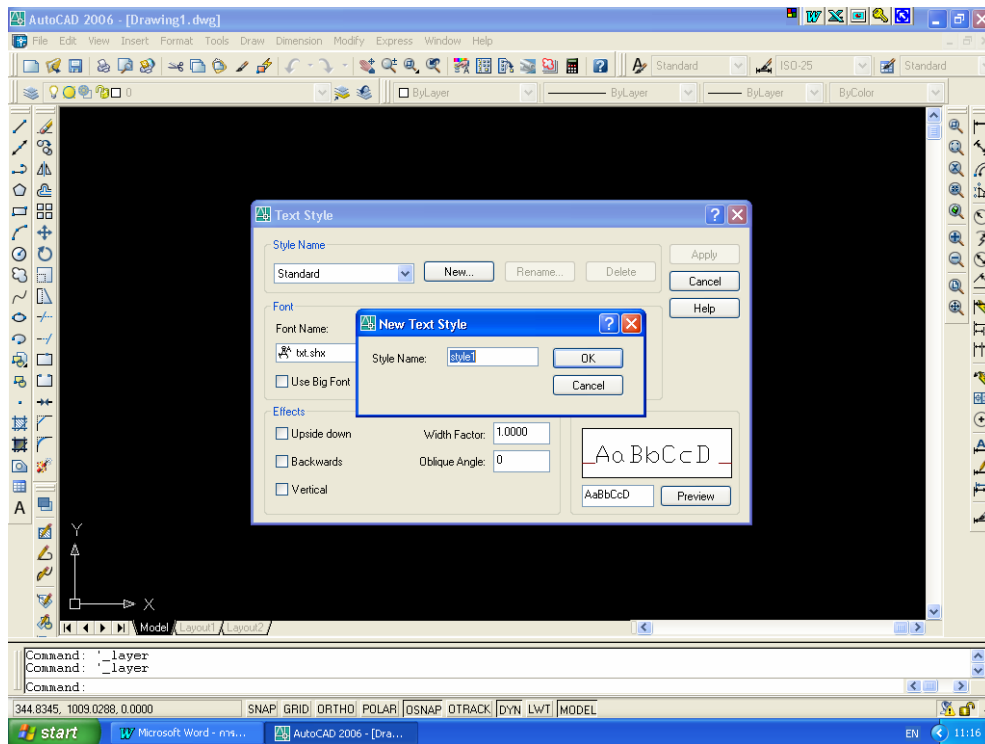 AutoCAD 2006 - [Drawing1.dwg]
File Edit View Insert Format Tools Draw Dimension Modify Express Window Help
Standard ISO-25 Standard
0 ByLayer ByLayer ByLayer ByColor
Text Style
Style Name
Standard New... Rename... Delete
Apply
Cancel
Help
Font
Font Name:
txt.shx
Use Big Font
New Text Style
Style Name: style1 OK
Cancel
Effects
Upside down
Backwards
Vertical
Width Factor: 1.0000
Oblique Angle: 0
AaBbCcD
AaBbCcD Preview
A
Y
X
Model Layout1 Layout2
Command: '_layer
Command: '_layer
Command:
344.8345, 1009.0288, 0.0000 SNAP GRID ORTHO POLAR OSNAP OTRACK DYN LWT MODEL
start Microsoft Word - การ... AutoCAD 2006 - [Dra... EN 11:16